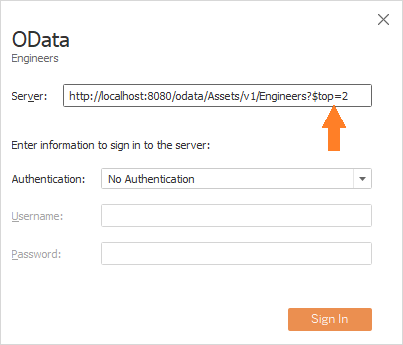 OData
Engineers
Server: http://localhost:8080/odata/Assets/v1/Engineers?$top=2
Enter information to sign in to the server:
Authentication: No Authentication
Username:
Password:
Sign In